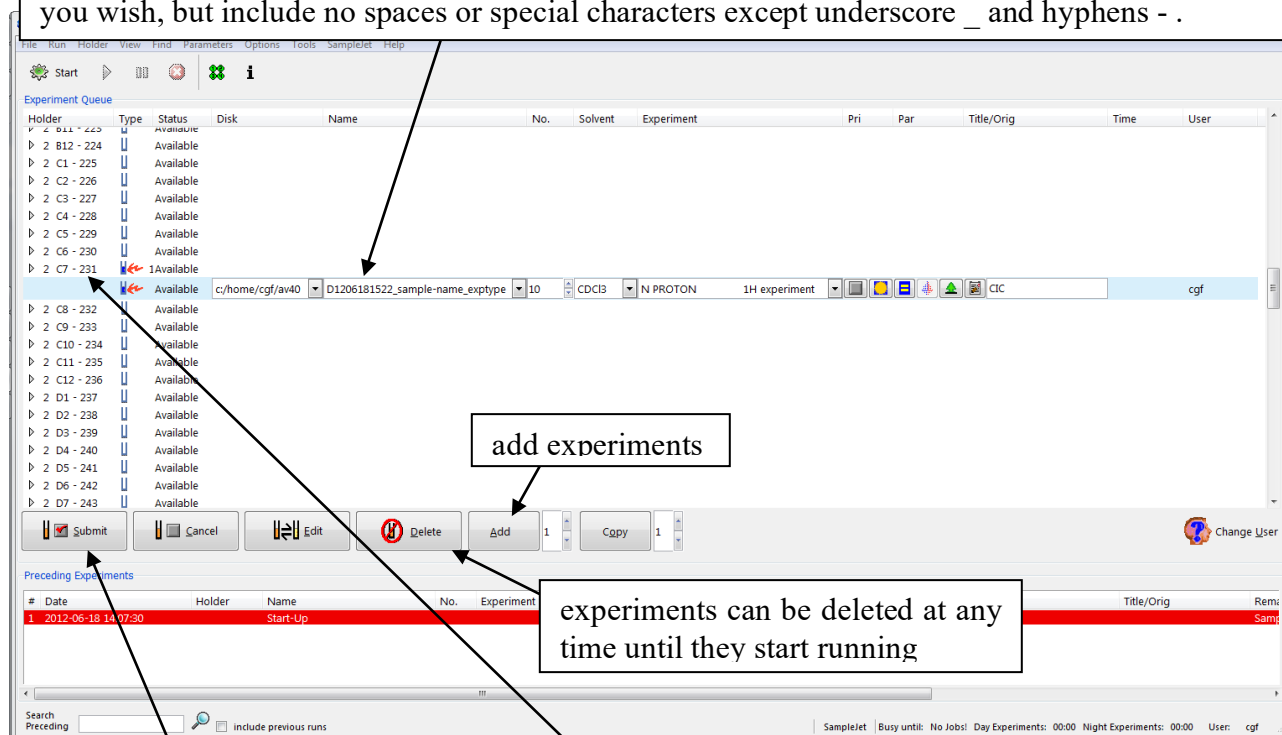 you wish, but include no spaces or special characters except underscore _ and hyphens - .
File Run Holder View Find Parameters Options Tools SampleJet Help
Start i
Experiment Queue
Holder Type Status Disk Name No. Solvent Experiment Pri Par Title/Orig Time User
2 B11 - 223 Available
2 B12 - 224 Available
2 C1 - 225 Available
2 C2 - 226 Available
2 C3 - 227 Available
2 C4 - 228 Available
2 C5 - 229 Available
2 C6 - 230 Available
2 C7 - 231 1Available
Available c:/home/cgf/av40 D1206181522_sample-name_exptype 10 CDCl3 N PROTON 1H experiment CIC cgf
2 C8 - 232 Available
2 C9 - 233 Available
2 C10 - 234 Available
2 C11 - 235 Available
2 C12 - 236 Available
2 D1 - 237 Available
2 D2 - 238 Available
2 D3 - 239 Available
2 D4 - 240 Available
2 D5 - 241 Available
2 D6 - 242 Available
2 D7 - 243 Available
add experiments
Submit Cancel Edit Delete Add 1 Copy 1 Change User
Preceding Experiments
# Date Holder Name No. Experiment Title/Orig Rema
1 2012-06-18 14:07:30 Start-Up Samp
experiments can be deleted at any
time until they start running
Search
Preceding include previous runs SampleJet Busy until: No Jobs! Day Experiments: 00:00 Night Experiments: 00:00 User: cgf